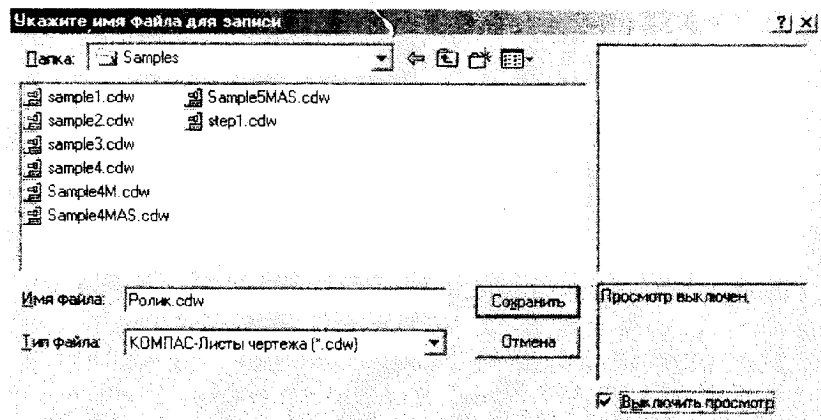 Укажите имя файла для записи
Папка: Samples
sample1.cdw Sample5MAS.cdw
sample2.cdw step1.cdw
sample3.cdw
sample4.cdw
Sample4M.cdw
Sample4MAS.cdw
Имя файла: Ролик.cdw Сохранить Просмотр выключен.
Тип файла: КОМПАС-Листы чертежа (*.cdw) Отмена
Выключить просмотр